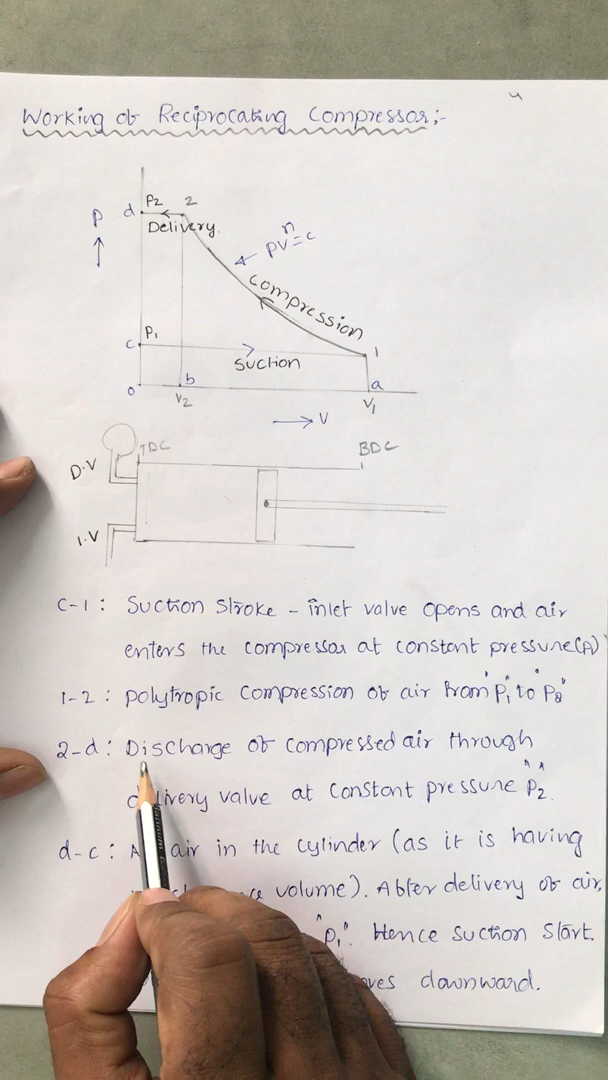 4
Working of Reciprocating Compressor:-
d P2 2
P
Delivery.
PVⁿ=c
compression
c P1
1
suction
o b a
V2 V1
V
TDC BDC
D.V
I.V
C-1: Suction Stroke - inlet valve opens and air
enters the compressor at constant pressure(P1)
1-2: polytropic compression of air from "P1" to "P2"
2-d: Discharge of compressed air through
delivery valve at constant pressure "P2".
d-c: air in the cylinder (as it is having
volume). After delivery of air,
"P1". Hence suction start.
downward.